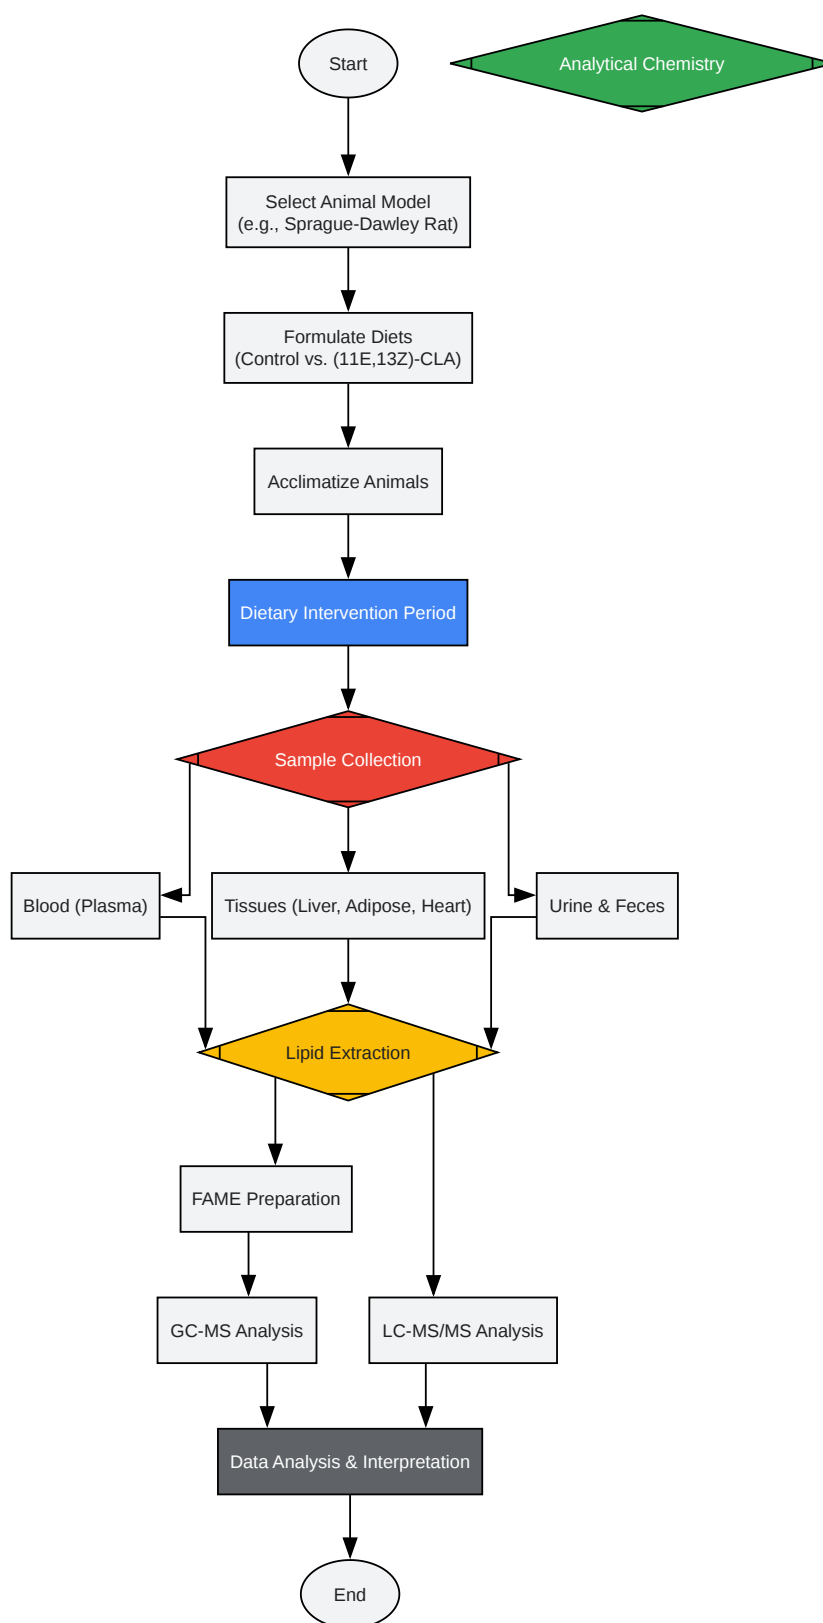 Start
Analytical Chemistry
Select Animal Model
(e.g., Sprague-Dawley Rat)
Formulate Diets
(Control vs. (11E,13Z)-CLA)
Acclimatize Animals
Dietary Intervention Period
Sample Collection
Blood (Plasma)
Tissues (Liver, Adipose, Heart)
Urine & Feces
Lipid Extraction
FAME Preparation
GC-MS Analysis
LC-MS/MS Analysis
Data Analysis & Interpretation
End